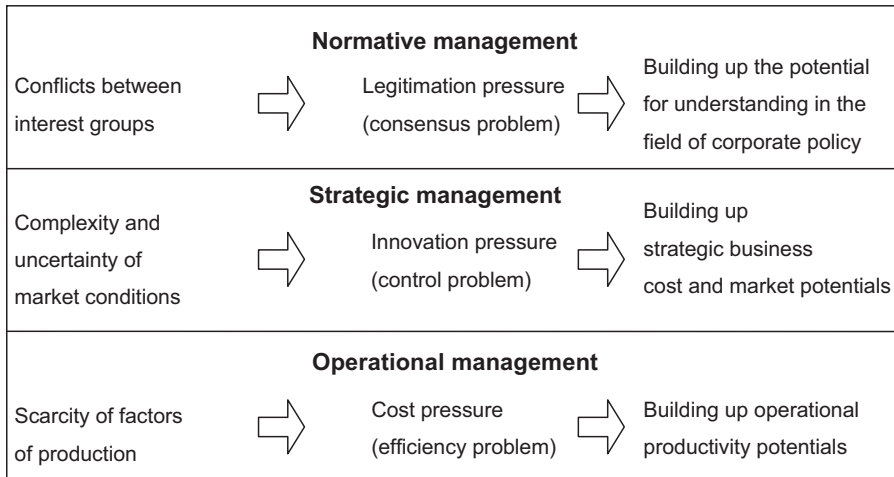 Normative management
Conflicts between
interest groups
Legitimation pressure
(consensus problem)
Building up the potential
for understanding in the
field of corporate policy
Strategic management
Complexity and
uncertainty of
market conditions
Innovation pressure
(control problem)
Building up
strategic business
cost and market potentials
Operational management
Scarcity of factors
of production
Cost pressure
(efficiency problem)
Building up operational
productivity potentials